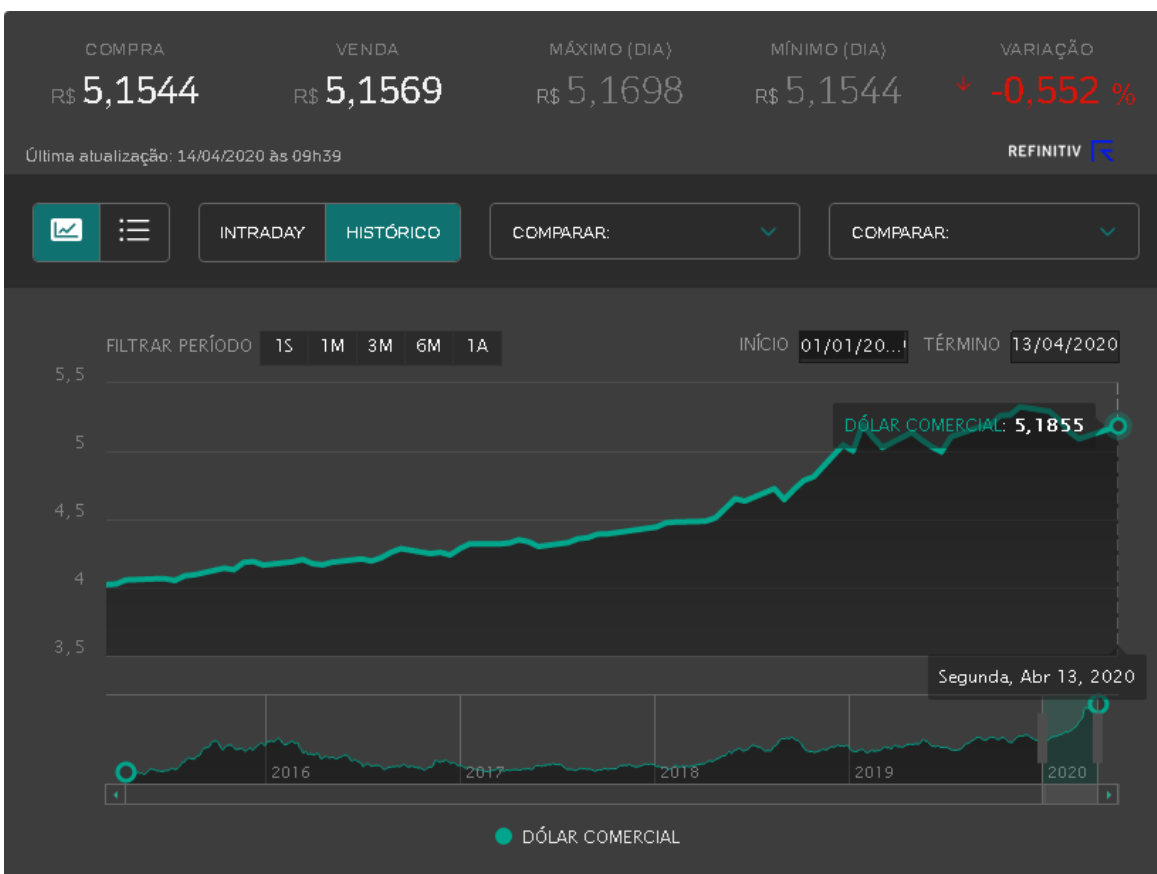 COMPRA VENDA MÁXIMO (DIA) MÍNIMO (DIA) VARIAÇÃO
R$ 5,1544 R$ 5,1569 R$ 5,1698 R$ 5,1544 -0,552 %
Última atualização: 14/04/2020 às 09h39 REFINITIV
INTRADAY HISTÓRICO COMPARAR: COMPARAR:
FILTRAR PERÍODO 1S 1M 3M 6M 1A INÍCIO 01/01/20... TÉRMINO 13/04/2020
5,5
DÓLAR COMERCIAL: 5,1855
5
4,5
4
3,5
Segunda, Abr 13, 2020
2016 2017 2018 2019 2020
DÓLAR COMERCIAL